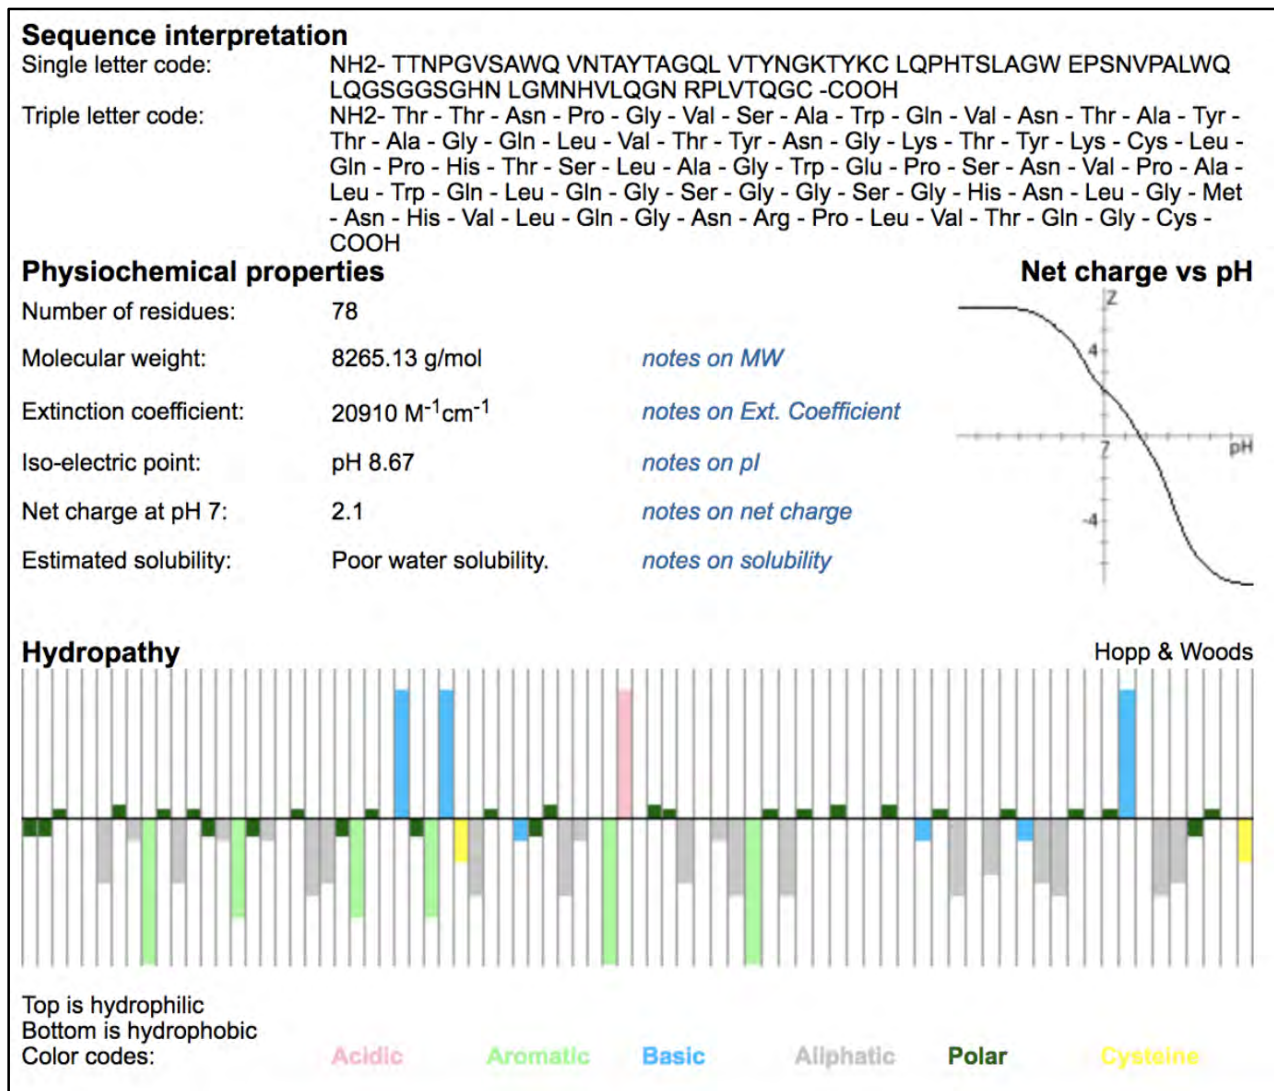 Sequence interpretation
Single letter code: NH2- TTNPGVSAWQ VNTAYTAGQL VTYNGKTYKC LQPHTSLAGW EPSNVPALWQ
LQGSGGSGHN LGMNHVLQGN RPLVTQGC -COOH
Triple letter code: NH2- Thr - Thr - Asn - Pro - Gly - Val - Ser - Ala - Trp - Gln - Val - Asn - Thr - Ala - Tyr -
Thr - Ala - Gly - Gln - Leu - Val - Thr - Tyr - Asn - Gly - Lys - Thr - Tyr - Lys - Cys - Leu -
Gln - Pro - His - Thr - Ser - Leu - Ala - Gly - Trp - Glu - Pro - Ser - Asn - Val - Pro - Ala -
Leu - Trp - Gln - Leu - Gln - Gly - Ser - Gly - Gly - Ser - Gly - His - Asn - Leu - Gly - Met
- Asn - His - Val - Leu - Gln - Gly - Asn - Arg - Pro - Leu - Val - Thr - Gln - Gly - Cys -
COOH
Physiochemical properties
Number of residues: 78
Molecular weight: 8265.13 g/mol notes on MW
Extinction coefficient: 20910 M-1cm-1 notes on Ext. Coefficient
Iso-electric point: pH 8.67 notes on pI
Net charge at pH 7: 2.1 notes on net charge
Estimated solubility: Poor water solubility. notes on solubility
Net charge vs pH
Z
4
7
pH
-4
Hydropathy
Hopp & Woods
Top is hydrophilic
Bottom is hydrophobic
Color codes: Acidic Aromatic Basic Aliphatic Polar Cysteine